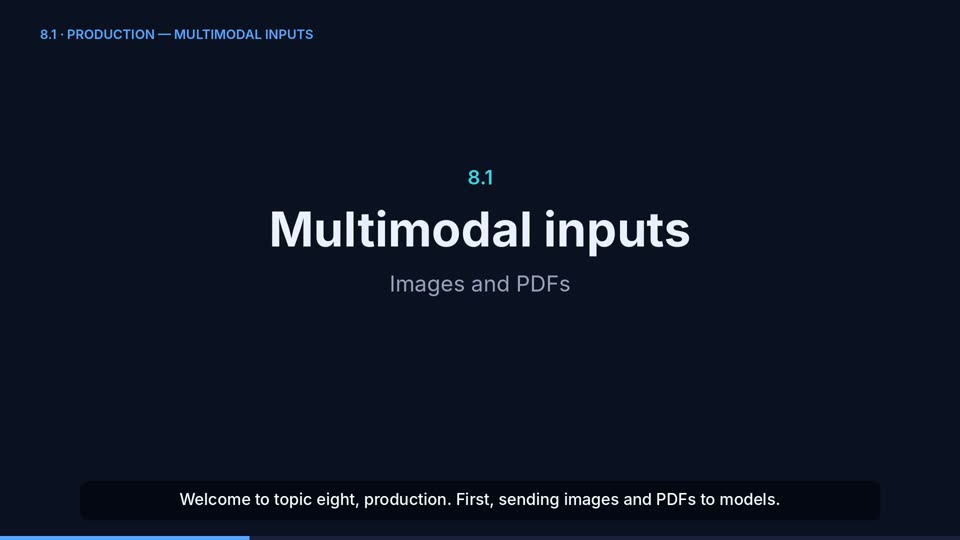 8.1 · PRODUCTION — MULTIMODAL INPUTS
8.1
Multimodal inputs
Images and PDFs
Welcome to topic eight, production. First, sending images and PDFs to models.